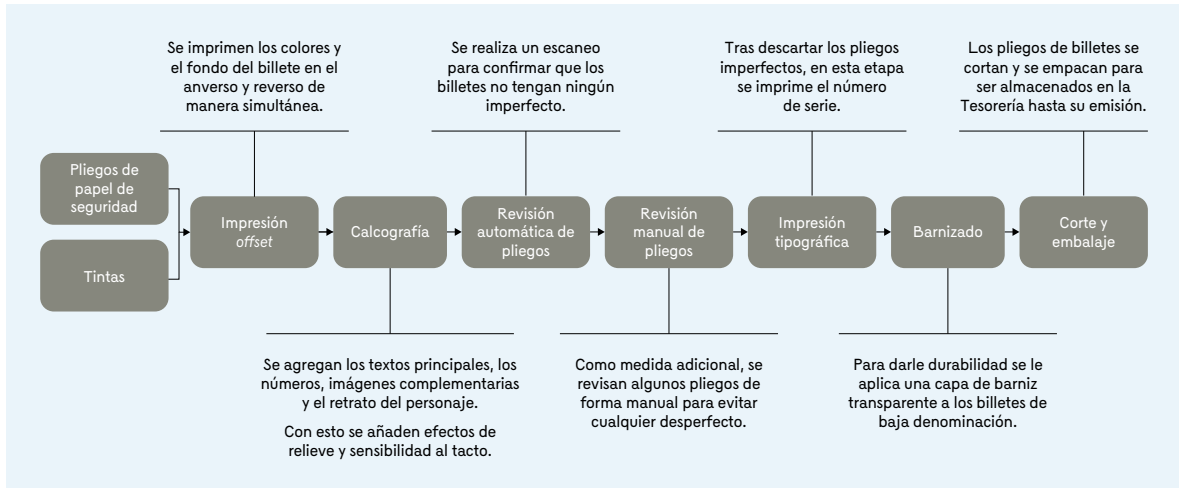 Se imprimen los colores y
el fondo del billete en el
anverso y reverso de
manera simultánea.
Se realiza un escaneo
para confirmar que los
billetes no tengan ningún
imperfecto.
Tras descartar los pliegos
imperfectos, en esta etapa
se imprime el número
de serie.
Los pliegos de billetes se
cortan y se empacan para
ser almacenados en la
Tesorería hasta su emisión.
Pliegos de
papel de
seguridad
Tintas
Impresión
offset
Calcografía
Revisión
automática de
pliegos
Revisión
manual de
pliegos
Impresión
tipográfica
Barnizado
Corte y
embalaje
Se agregan los textos principales, los
números, imágenes complementarias
y el retrato del personaje.
Con esto se añaden efectos de
relieve y sensibilidad al tacto.
Como medida adicional, se
revisan algunos pliegos de
forma manual para evitar
cualquier desperfecto.
Para darle durabilidad se le
aplica una capa de barniz
transparente a los billetes de
baja denominación.